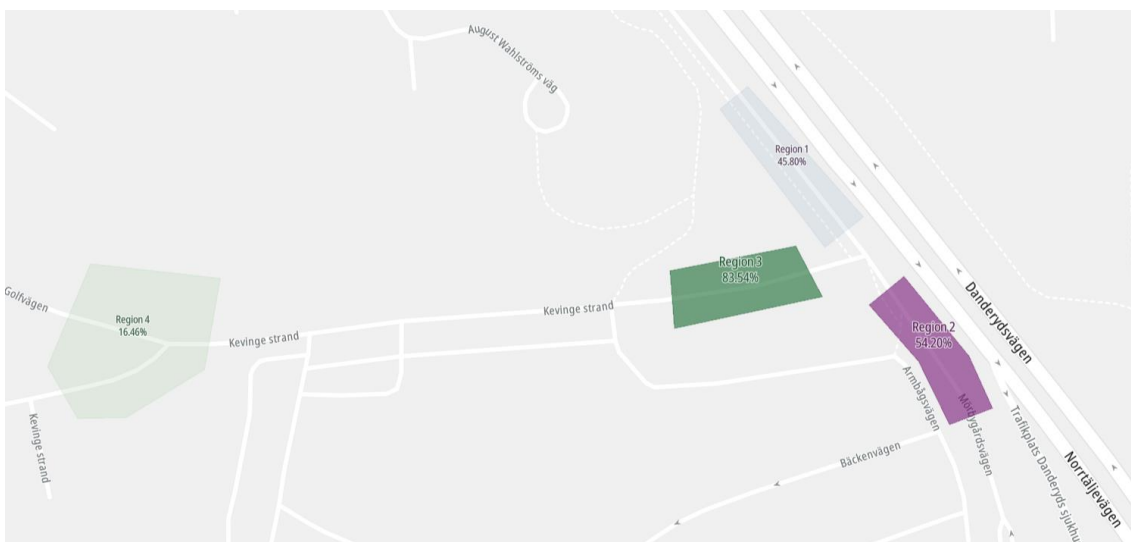 August Wahlströms väg
Region 1
45.80%
Region 3
83.54%
Golfvägen
Danderydsvägen
Region 4
16.46%
Kevinge strand
Kevinge strand
Region 2
54.20%
Armbågsvägen
Mörbygårdsvägen
Kevinge strand
Bäckenvägen
Trafikplats Danderyds sjukhu
Norrtäljevägen